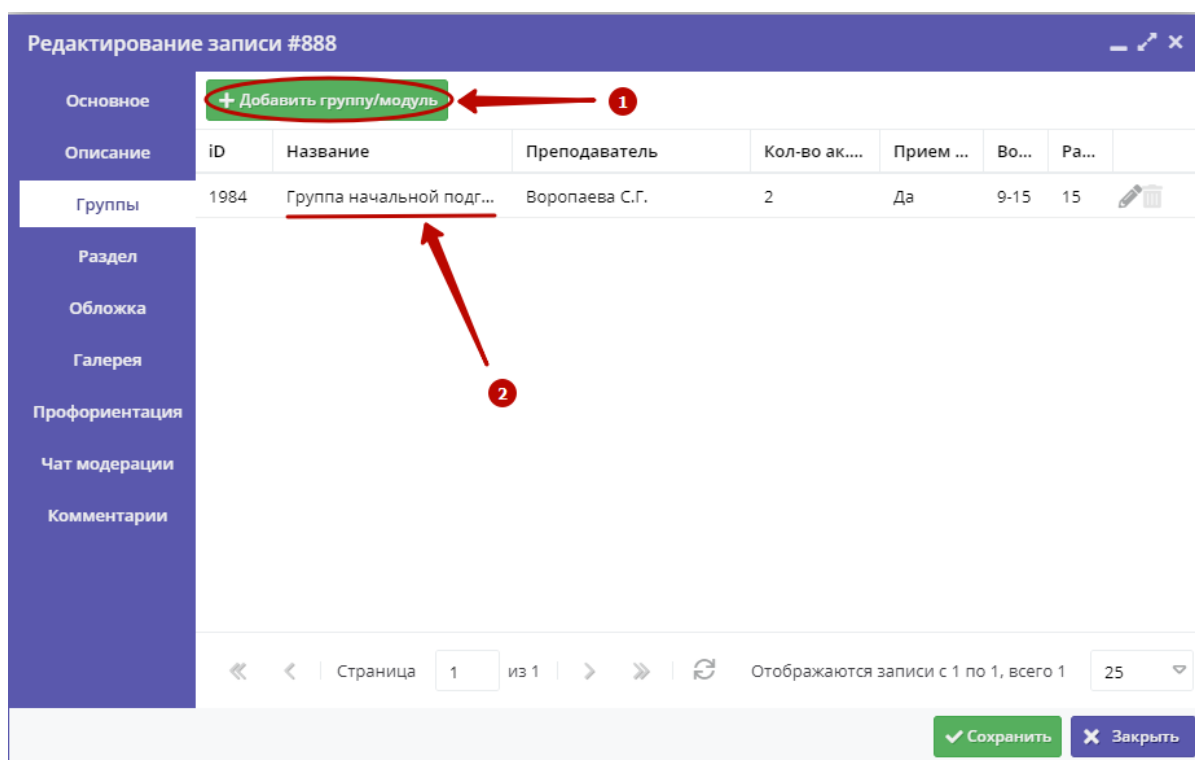 Редактирование записи #888
Основное
+ Добавить группу/модуль
1
Описание
iD Название Преподаватель Кол-во ак.... Прием ... Во... Ра...
Группы
1984 Группа начальной подг... Воропаева С.Г. 2 Да 9-15 15
Раздел
Обложка
Галерея
2
Профориентация
Чат модерации
Комментарии
Страница 1 из 1 Отображаются записи с 1 по 1, всего 1 25
Сохранить Закрыть